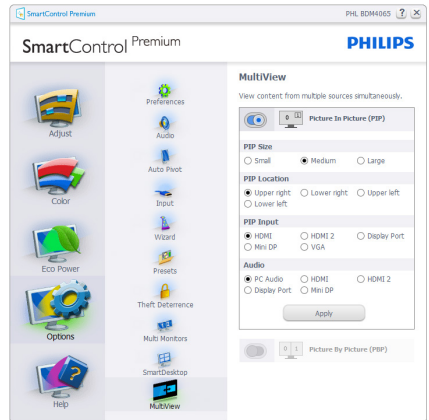 SmartControl Premium
PHL BDM4065 ? ×
SmartControl Premium
PHILIPS
Adjust
Color
Eco Power
Options
Help
Preferences
Audio
Auto Pivot
Input
Wizard
Presets
Theft Deterrence
Multi Monitors
SmartDesktop
MultiView
MultiView
View content from multiple sources simultaneously.
0 1 Picture In Picture (PIP)
PIP Size
Small Medium Large
PIP Location
Upper right Lower right Upper left
Lower left
PIP Input
HDMI HDMI 2 Display Port
Mini DP VGA
Audio
PC Audio HDMI HDMI 2
Display Port Mini DP
Apply
0 1 Picture By Picture (PBP)